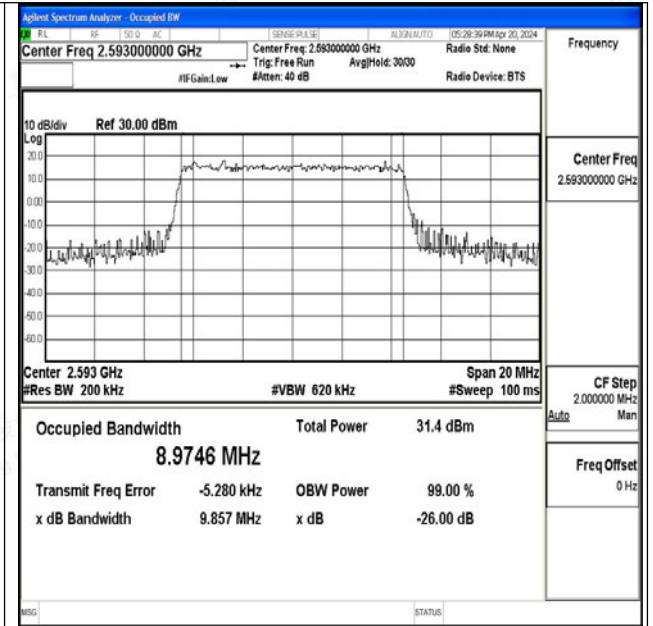 Agilent Spectrum Analyzer - Occupied BW
RL RF 50 Ω AC SENSE:PULSE ALIGN AUTO 05:28:39 PM Apr 20, 2024
Center Freq 2.593000000 GHz
Center Freq: 2.593000000 GHz
Radio Std: None
Trig: Free Run Avg|Hold: 30/30
#IFGain:Low #Atten: 40 dB Radio Device: BTS
Frequency
10 dB/div Ref 30.00 dBm
Log
20.0
10.0
0.00
-10.0
-20.0
-30.0
-40.0
-50.0
-60.0
Center 2.593 GHz Span 20 MHz
#Res BW 200 kHz #VBW 620 kHz #Sweep 100 ms
Occupied Bandwidth Total Power 31.4 dBm
8.9746 MHz
Transmit Freq Error -5.280 kHz OBW Power 99.00 %
x dB Bandwidth 9.857 MHz x dB -26.00 dB
Center Freq
2.593000000 GHz
CF Step
2.000000 MHz
Auto Man
Freq Offset
0 Hz
MSG STATUS